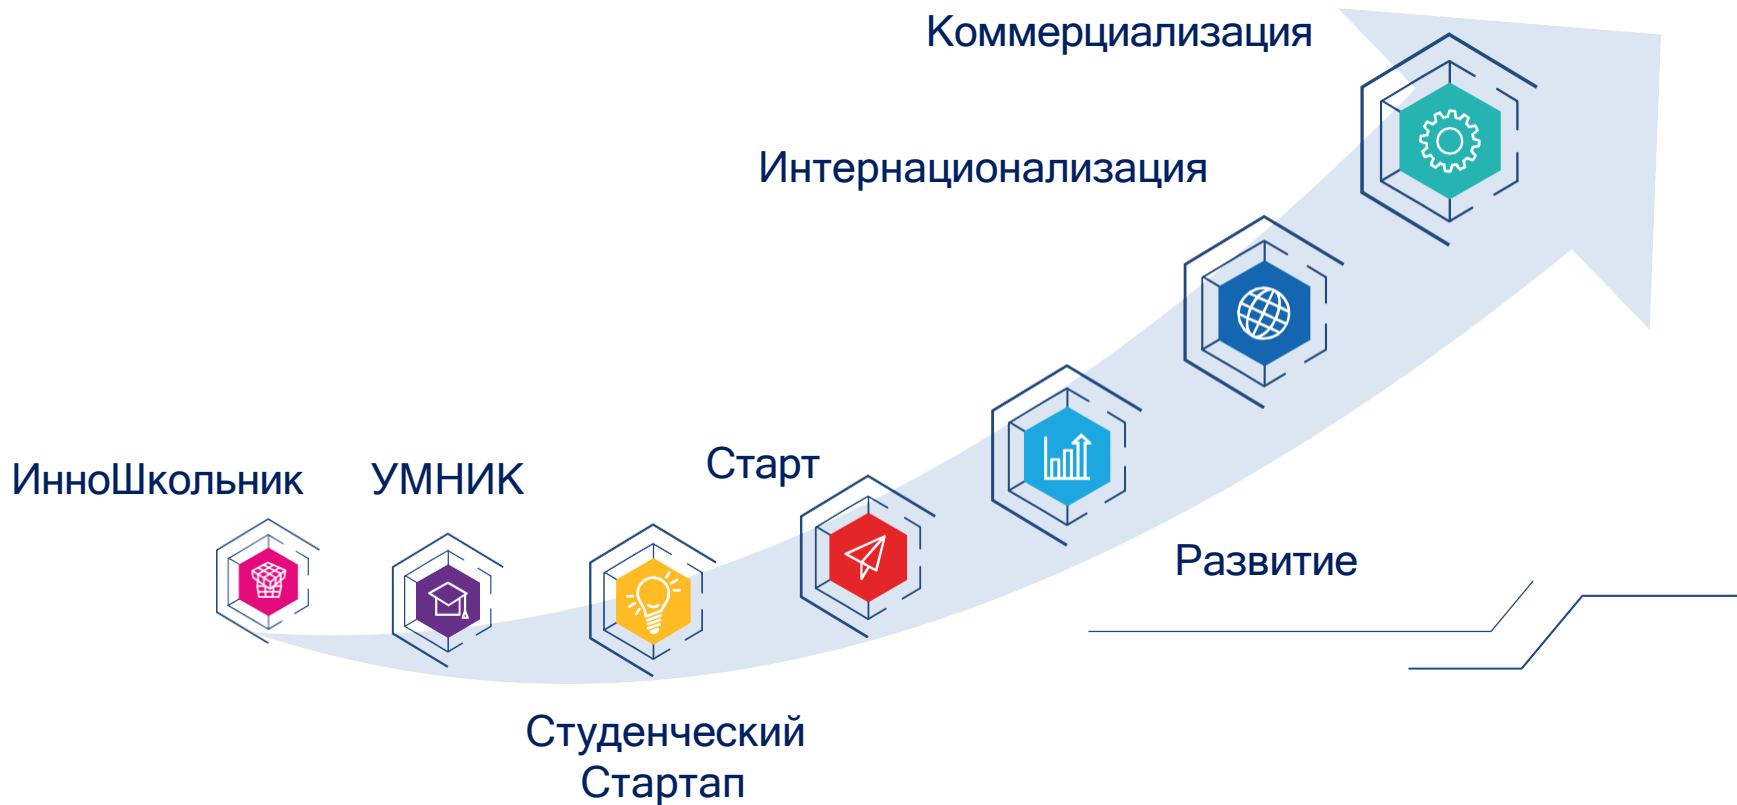 Коммерциализация
Интернационализация
Старт
ИнноШкольник
УМНИК
Развитие
Студенческий
Стартап